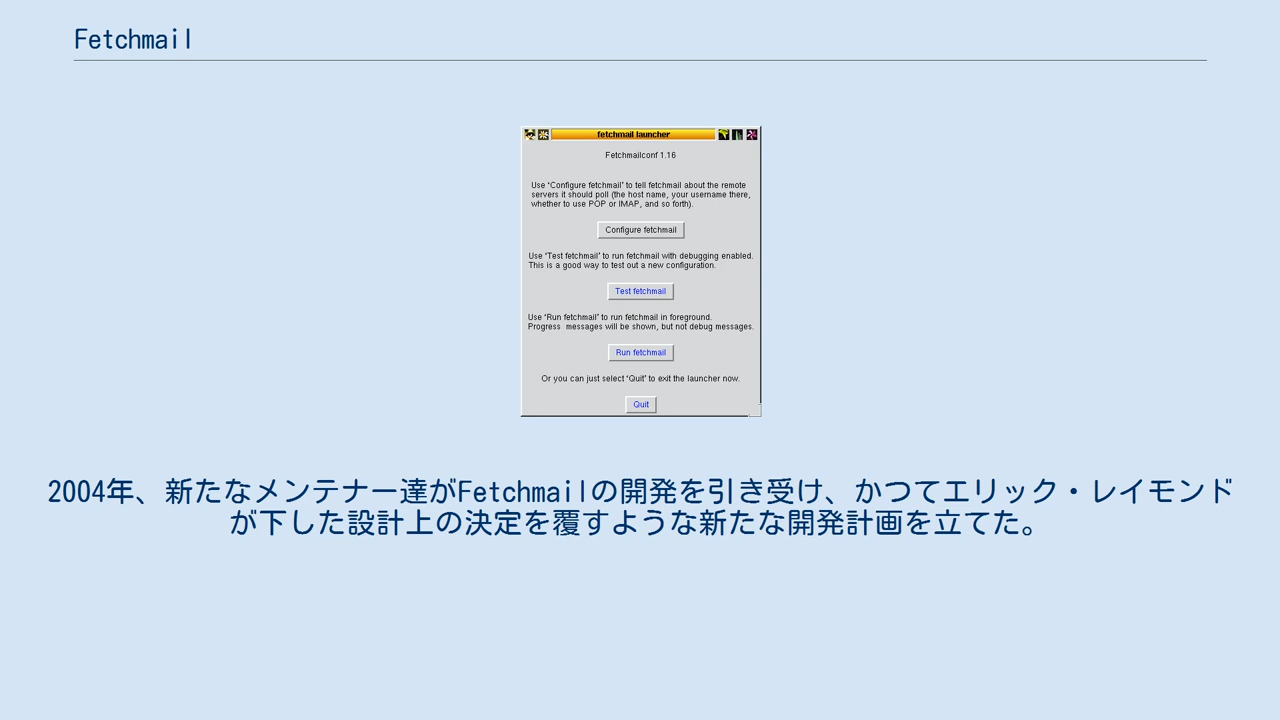 Fetchmail
fetchmail launcher
Fetchmailconf 1.16
Use 'Configure fetchmail' to tell fetchmail about the remote
servers it should poll (the host name, your username there,
whether to use POP or IMAP, and so forth).
Configure fetchmail
Use 'Test fetchmail' to run fetchmail with debugging enabled.
This is a good way to test out a new configuration.
Test fetchmail
Use 'Run fetchmail' to run fetchmail in foreground.
Progress  messages will be shown, but not debug messages.
Run fetchmail
Or you can just select 'Quit' to exit the launcher now.
Quit
2004年、新たなメンテナー達がFetchmailの開発を引き受け、かつてエリック・レイモンド
が下した設計上の決定を覆すような新たな開発計画を立てた。